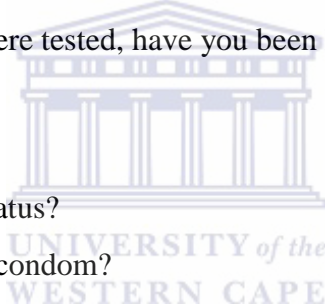 ere tested, have you been
atus?
UNIVERSITY of the
condom?
WESTERN CAPE